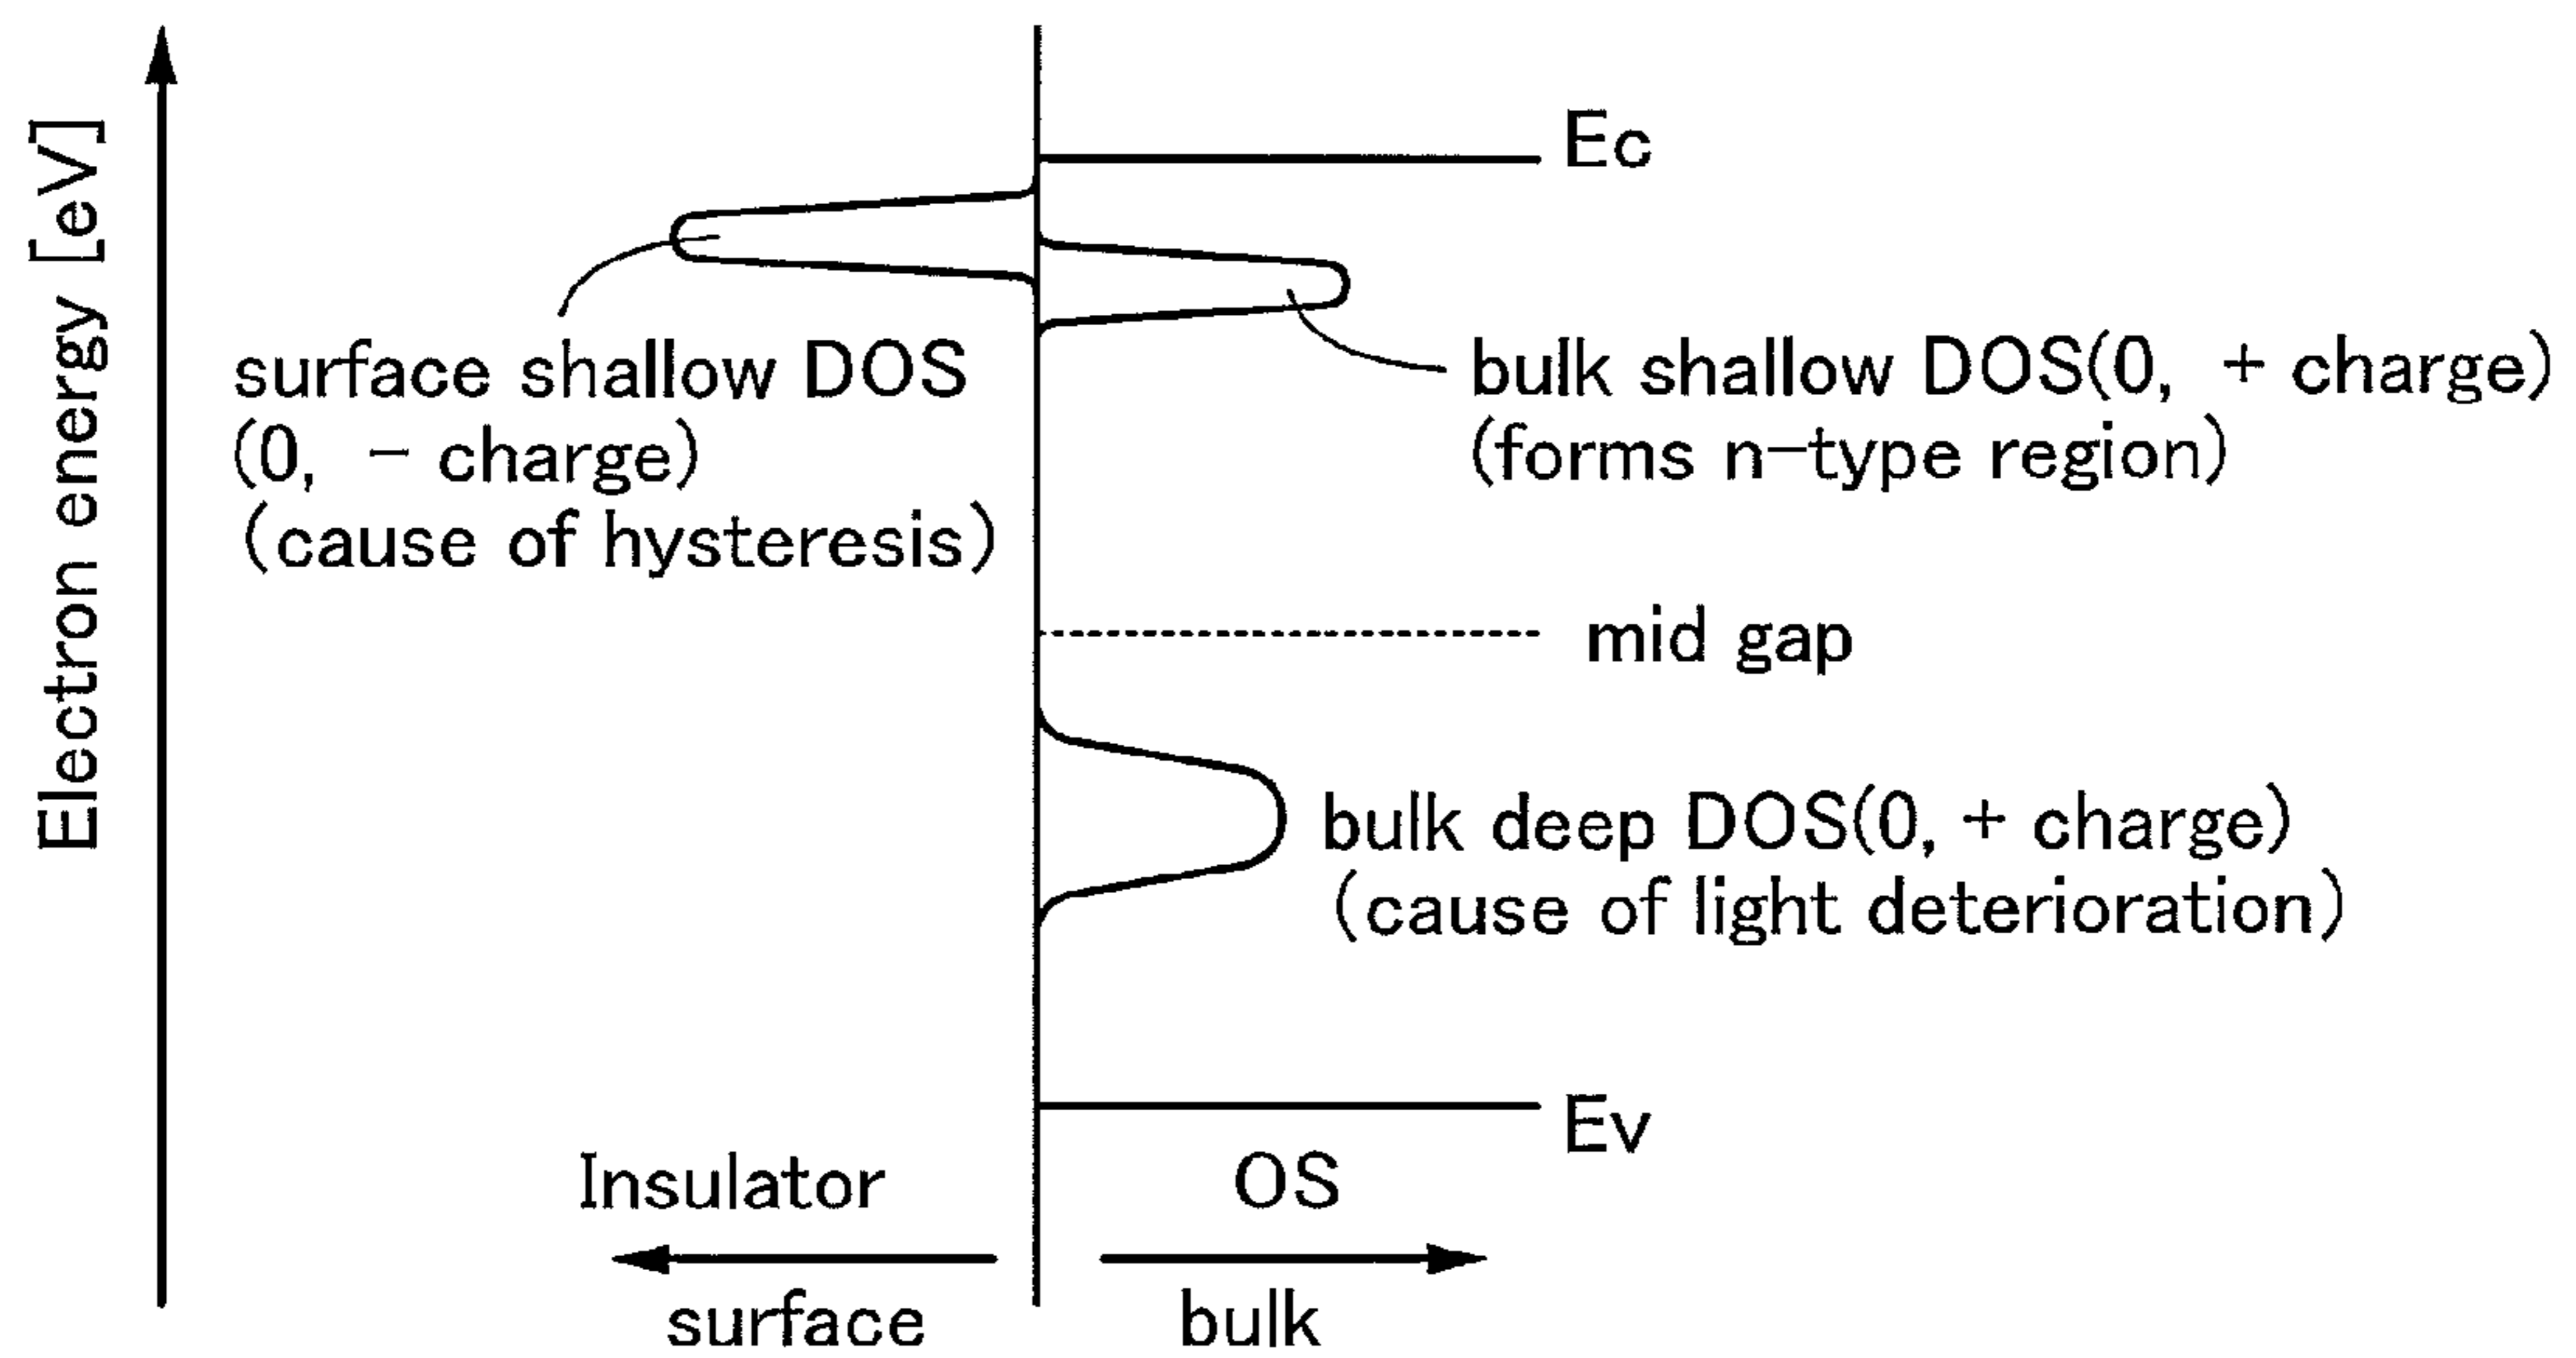 Electron energy [eV]
Ec
surface shallow DOS
(0, - charge)
(cause of hysteresis)
bulk shallow DOS(0, + charge)
(forms n-type region)
mid gap
bulk deep DOS(0, + charge)
(cause of light deterioration)
Ev
Insulator
OS
surface
bulk